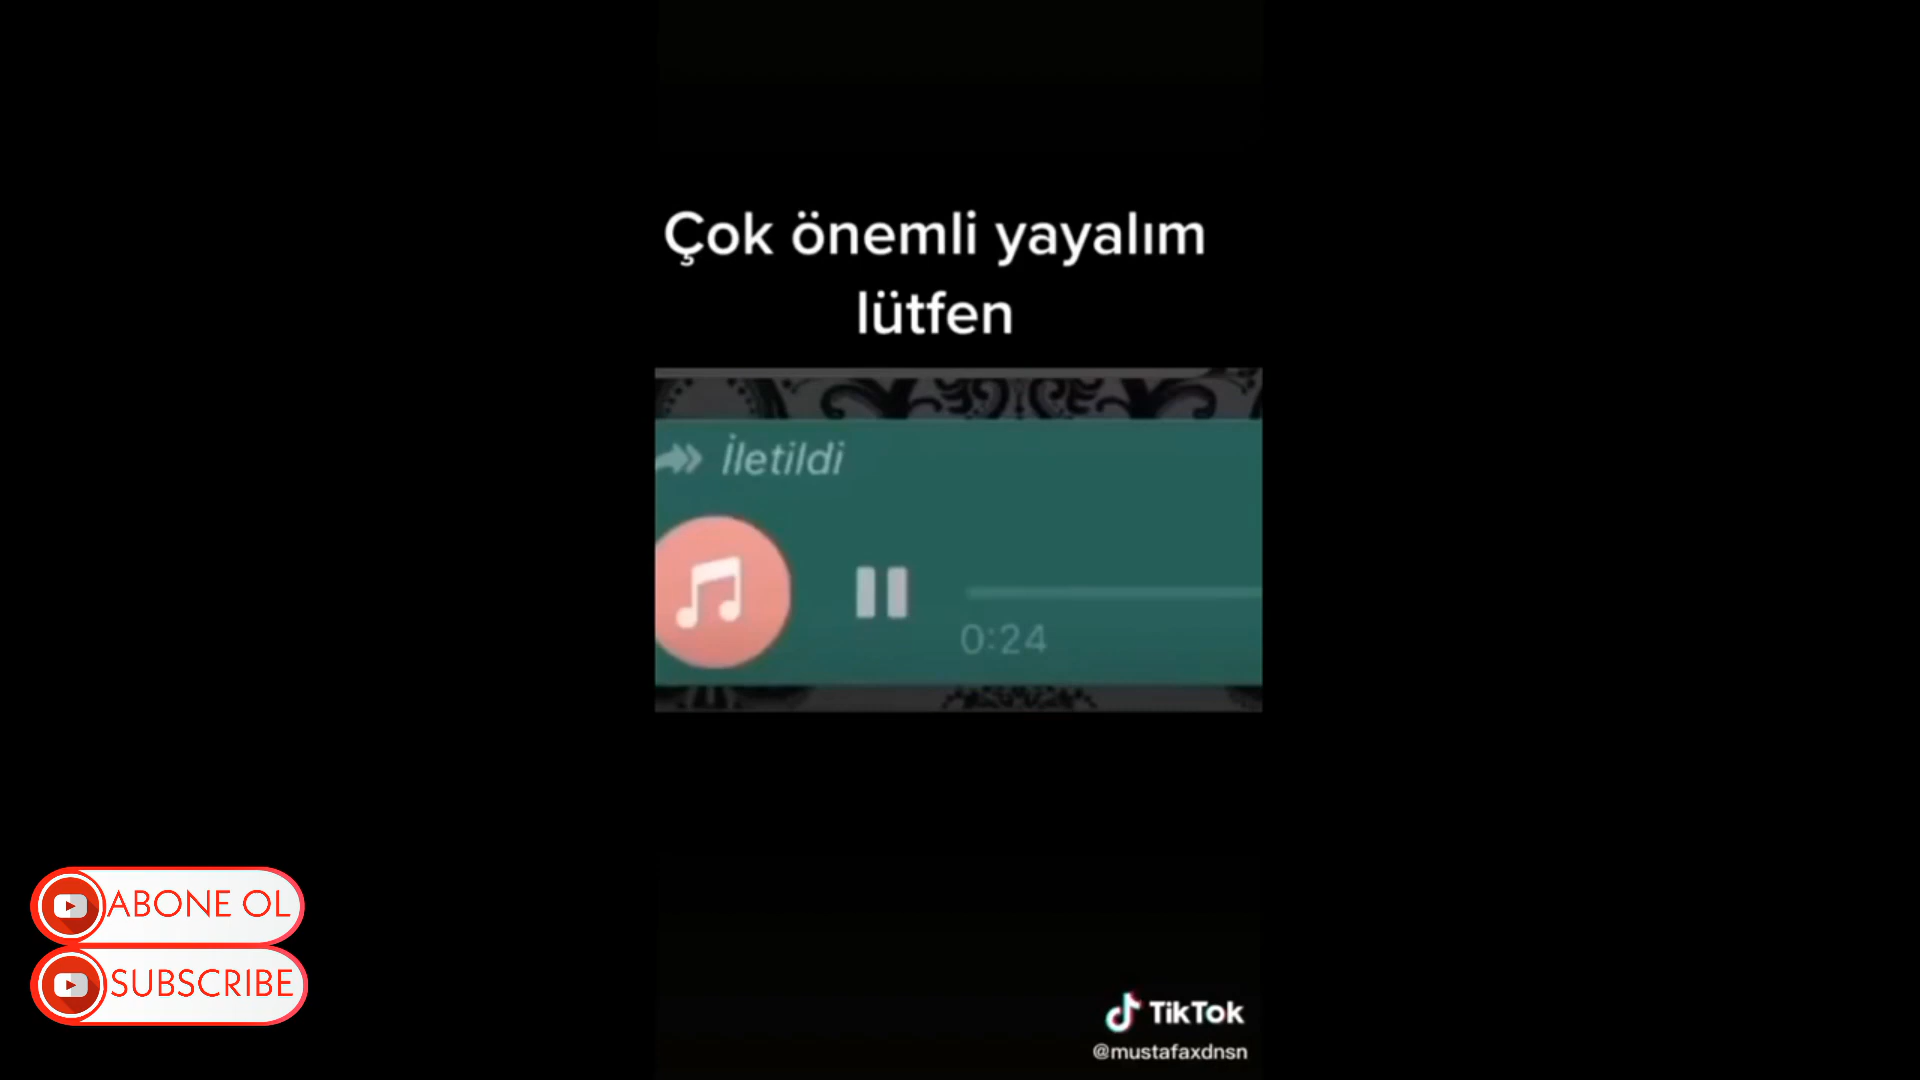 Çok önemli yayalım
lütfen
İletildi
0:24
ABONE OL
SUBSCRIBE
TikTok
@mustafaxdnsn